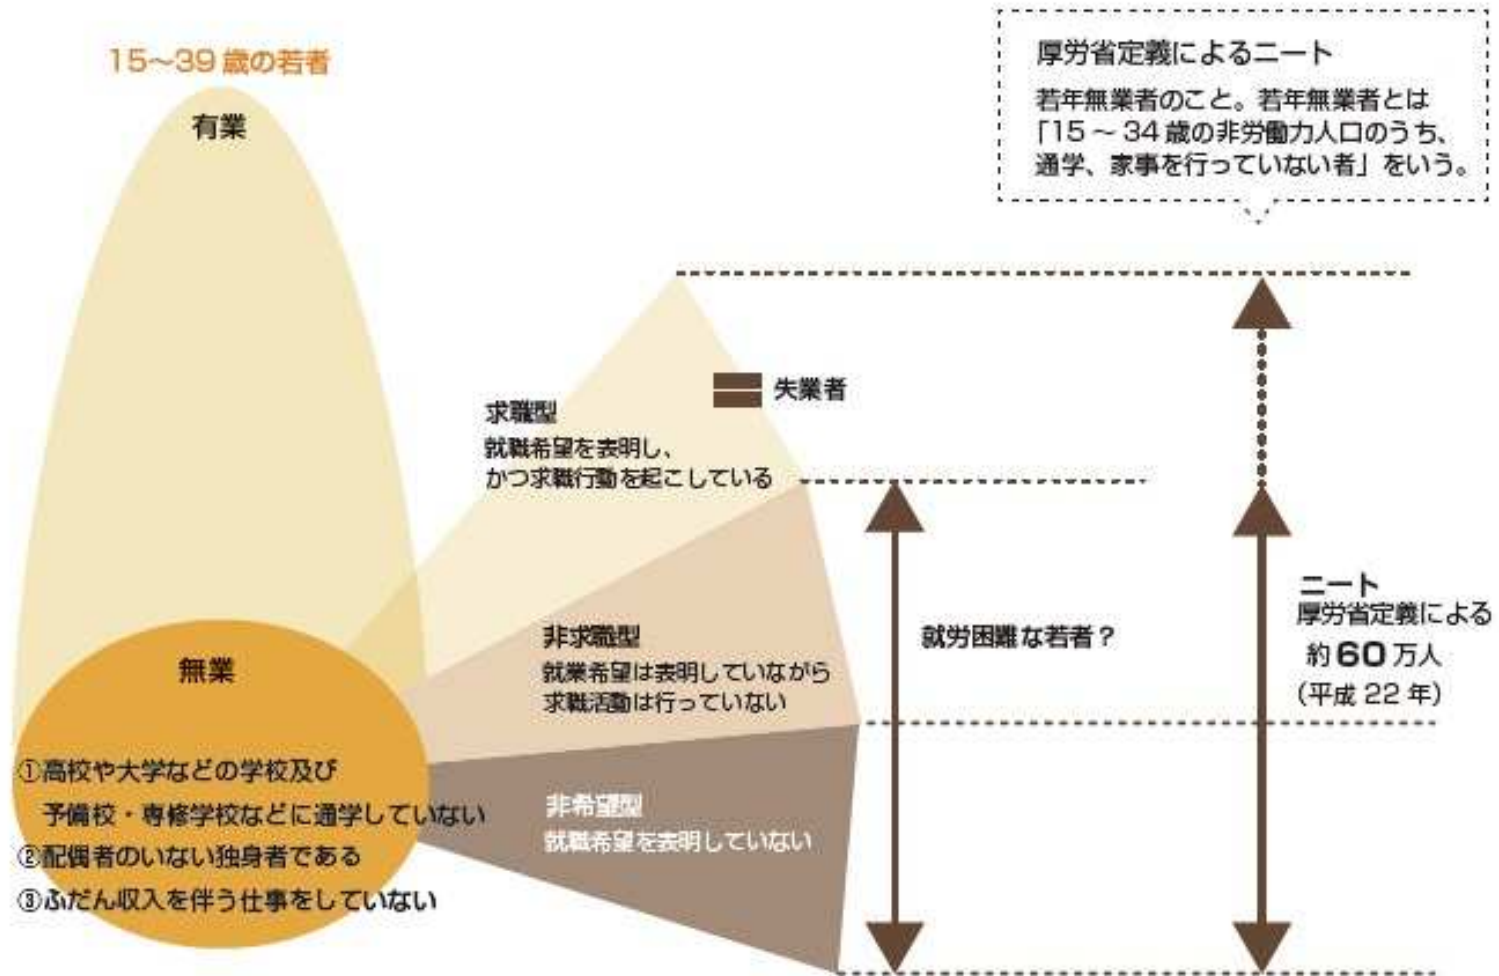 15〜39 歳の若者
有業
厚労省定義によるニート
若年無業者のこと。若年無業者とは
「15 〜 34 歳の非労働力人口のうち、
通学、家事を行っていない者」をいう。
失業者
求職型
就職希望を表明し、
かつ求職行動を起こしている
非求職型
就業希望は表明していながら
求職活動は行っていない
就労困難な若者？
ニート
厚労省定義による
約 60 万人
（平成 22 年）
無業
①高校や大学などの学校及び
予備校・専修学校などに通学していない
②配偶者のいない独身者である
③ふだん収入を伴う仕事をしていない
非希望型
就職希望を表明していない